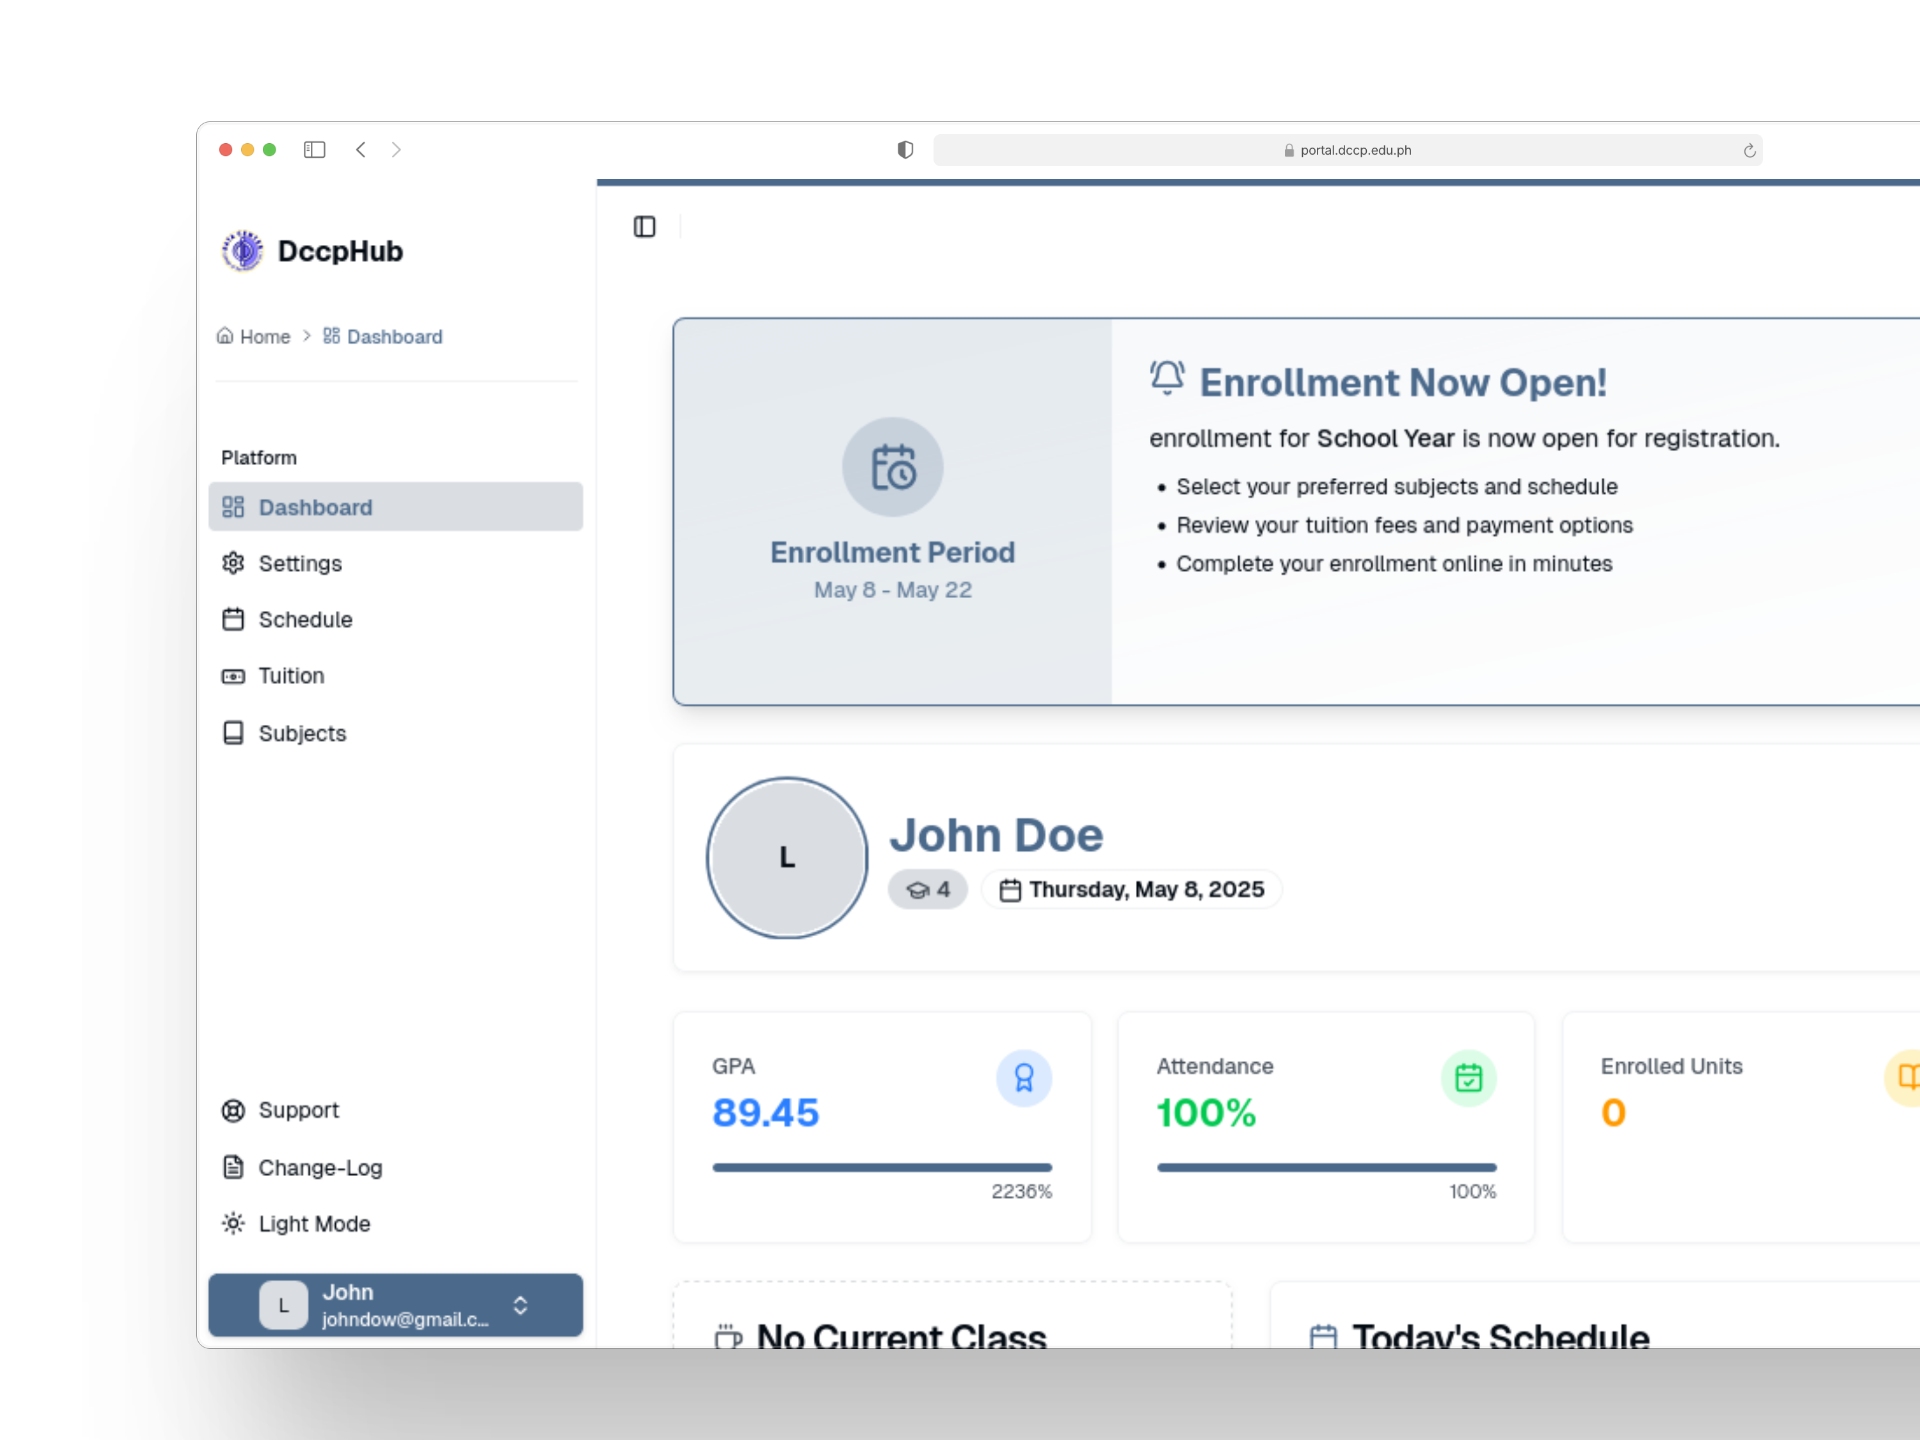 portal.dccp.edu.ph
DccpHub
Home > Dashboard
Platform
Dashboard
Settings
Schedule
Tuition
Subjects
Support
Change-Log
Light Mode
L
John
johndow@gmail.c...
Enrollment Period
May 8 - May 22
Enrollment Now Open!
enrollment for School Year is now open for registration.
• Select your preferred subjects and schedule
• Review your tuition fees and payment options
• Complete your enrollment online in minutes
L
John Doe
4
Thursday, May 8, 2025
GPA
89.45
2236%
Attendance
100%
100%
Enrolled Units
0
No Current Class
Today's Schedule